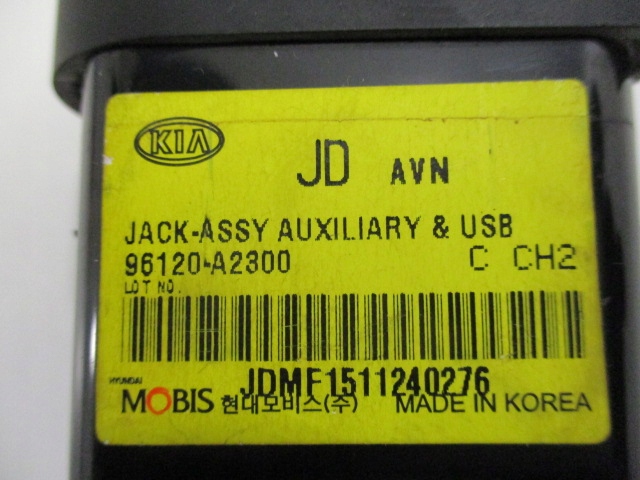 KIA
JD AVN
JACK-ASSY AUXILIARY & USB
96120-A2300 C CH2
LOT NO.
JDMF1511240276
HYUNDAI
MOBIS 현대모비스(주) MADE IN KOREA